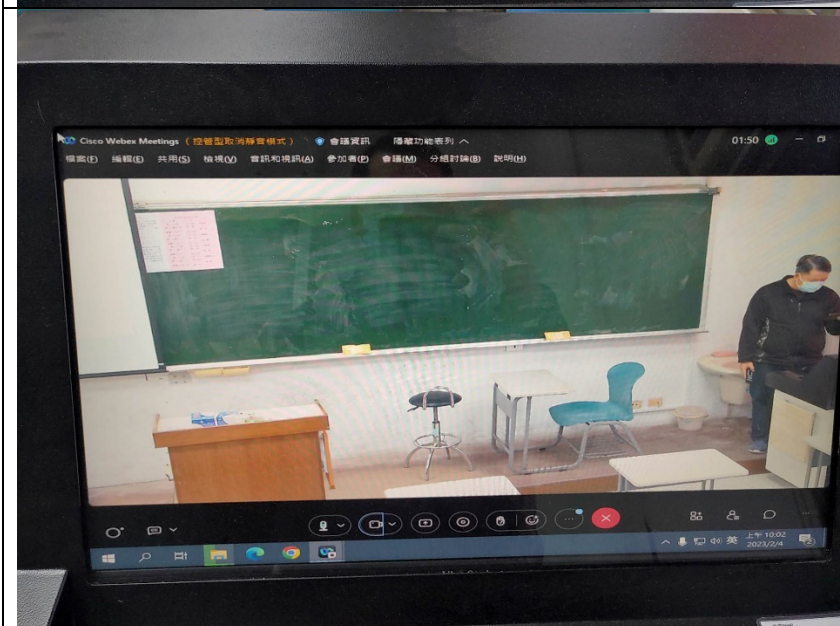 Cisco Webex Meetings (控管型取消靜音模式) 會議資訊 隱藏功能表列 01:50
檔案(F) 編輯(E) 共用(S) 檢視(V) 音訊和視訊(A) 參加者(P) 會議(M) 分組討論(B) 說明(H)
英 上午 10:02
2023/2/4